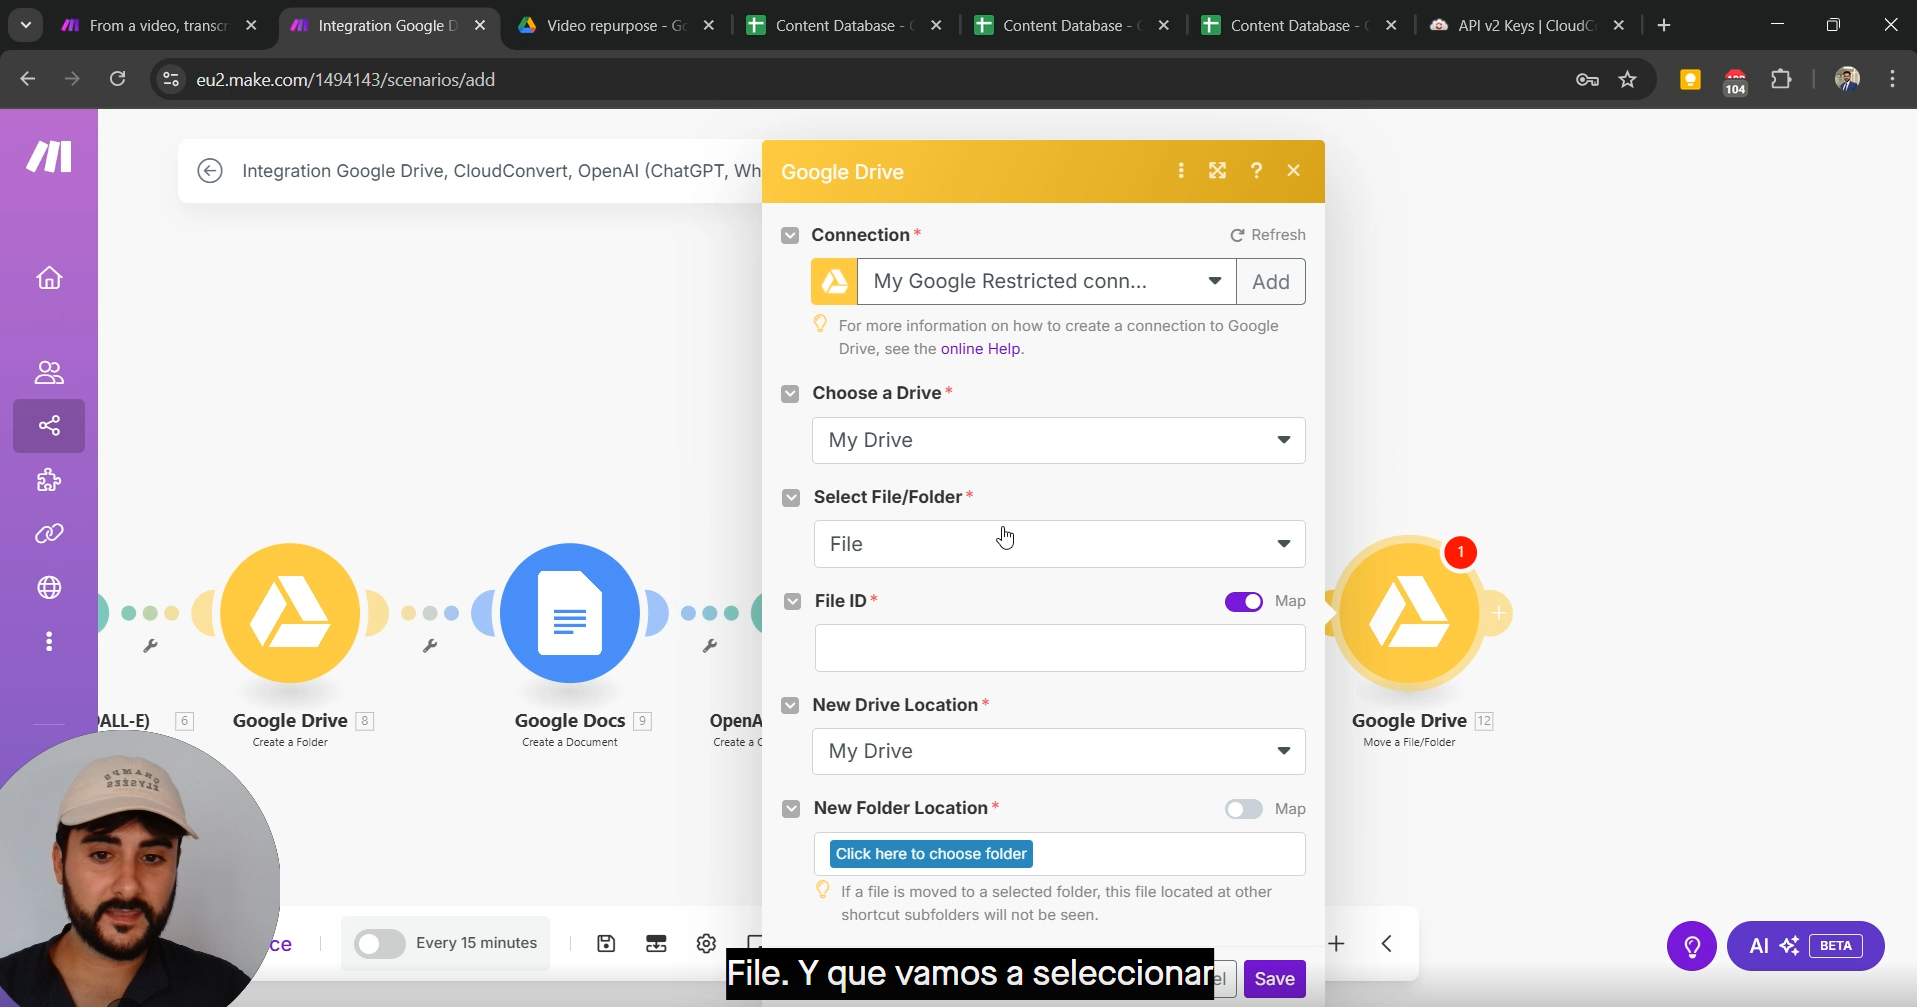 From a video, transcr
Integration Google D
Video repurpose - Go
Content Database - G
Content Database - G
Content Database - G
API v2 Keys | CloudC
eu2.make.com/1494143/scenarios/add
104
Integration Google Drive, CloudConvert, OpenAI (ChatGPT, Wh
Google Drive
?
Connection *
Refresh
My Google Restricted conn...
Add
For more information on how to create a connection to Google
Drive, see the online Help.
Choose a Drive *
My Drive
Select File/Folder *
File
File ID *
Map
New Drive Location *
My Drive
New Folder Location *
Map
Click here to choose folder
If a file is moved to a selected folder, this file located at other
shortcut subfolders will not be seen.
Save
1
DALL-E) 6
Google Drive 8
Create a Folder
Google Docs 9
Create a Document
OpenA
Create a C
Google Drive 12
Move a File/Folder
CHAMPS
ELYSÉES
ce
Every 15 minutes
AI BETA
File. Y que vamos a seleccionar